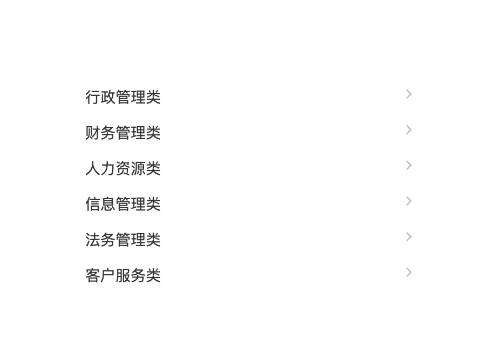 行政管理类
财务管理类
人力资源类
信息管理类
法务管理类
客户服务类